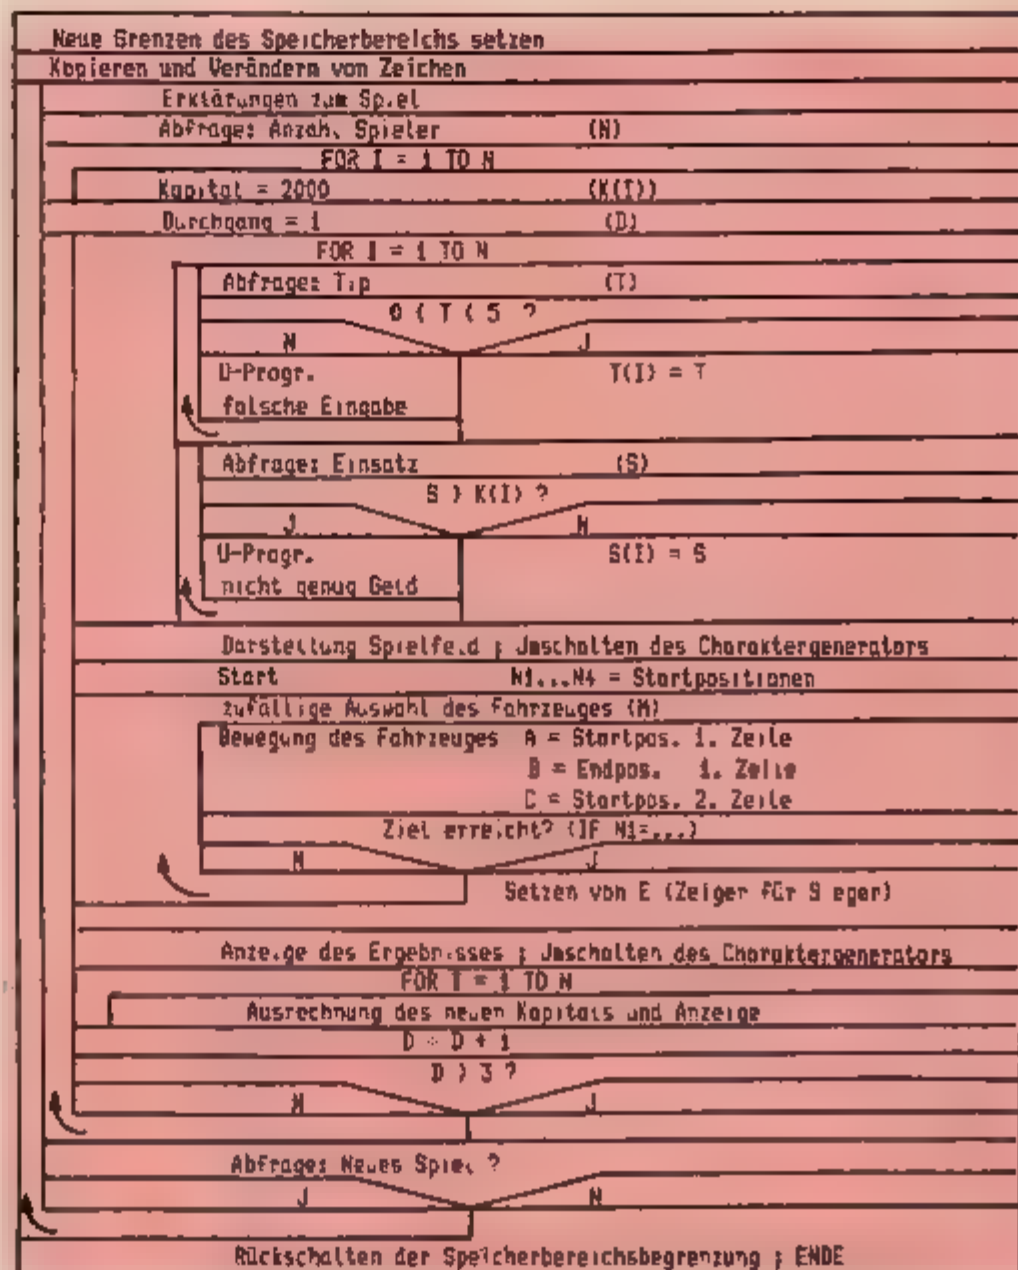 Neue Grenzen des Speicherbereichs setzen
Kopieren und Verändern von Zeichen
Erklärungen zum Spiel
Abfrage: Anzah. Spieler (N)
FOR I = 1 TO N
Kapital = 2000 (K(I))
Durchgang = 1 (D)
FOR I = 1 TO N
Abfrage: Tip (T)
0 < T < 5 ?
N J
U-Progr. T(I) = T
falsche Eingabe
Abfrage: Einsatz (S)
S > K(I) ?
J N
U-Progr. S(I) = S
nicht genug Geld
Darstellung Spielfeld ; Umschalten des Charaktergenerators
Start N1...N4 = Startpositionen
zufällige Auswahl des Fahrzeuges (M)
Bewegung des Fahrzeuges A = Startpos. 1. Zeile
B = Endpos. 1. Zeile
C = Startpos. 2. Zeile
Ziel erreicht? (IF N1=...)
N J
Setzen von E (Zeiger für Sieger)
Anzeige des Ergebnisses ; Umschalten des Charaktergenerators
FOR I = 1 TO N
Ausrechnung des neuen Kapitals und Anzeige
D = D + 1
D > 3 ?
N J
Abfrage: Neues Spiel ?
J N
Rückschalten der Speicherbereichsbegrenzung ; ENDE